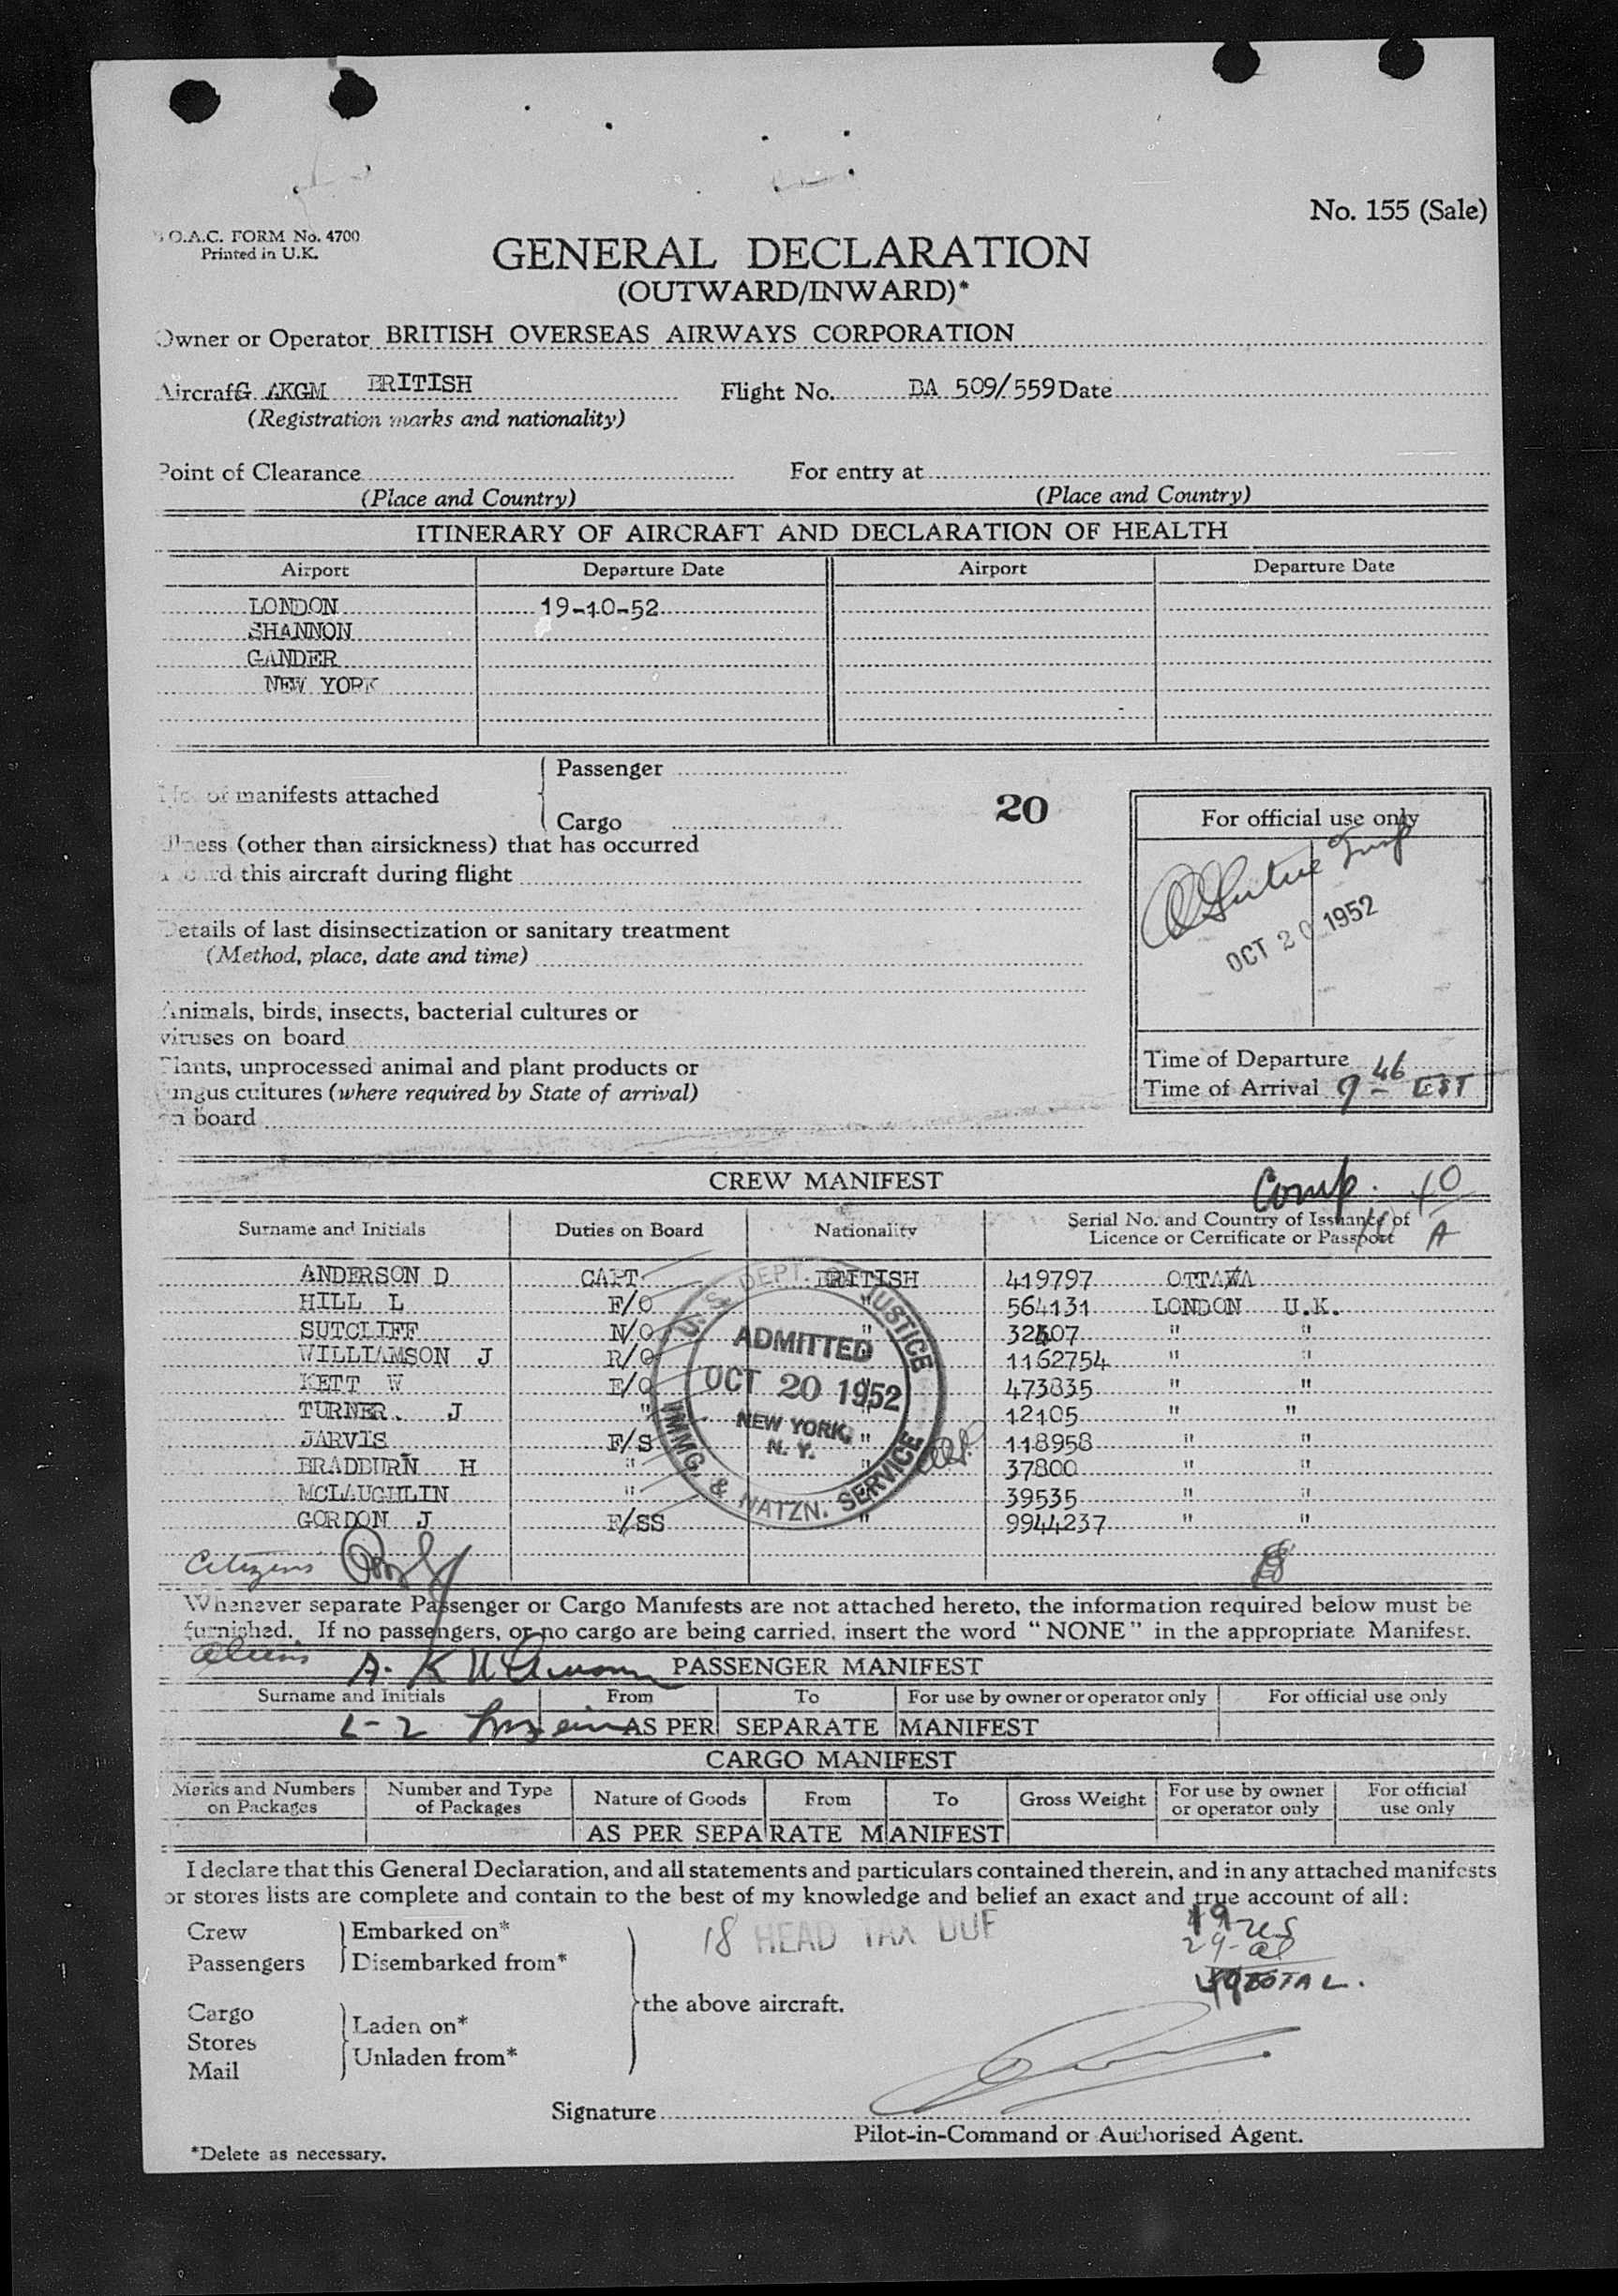 No. 155 (Sale)
O.A.C. FORM No. 4700
Printed in U.K.
GENERAL DECLARATION
(OUTWARD/INWARD)*
Owner or Operator BRITISH OVERSEAS AIRWAYS CORPORATION
Aircraft G AKGM BRITISH Flight No. BA 509/559 Date
(Registration marks and nationality)
Point of Clearance For entry at
(Place and Country) (Place and Country)
ITINERARY OF AIRCRAFT AND DECLARATION OF HEALTH
Airport Departure Date Airport Departure Date
LONDON 19-10-52
SHANNON
GANDER
NEW YORK
Passenger
No. of manifests attached 20
Cargo
For official use only
OCT 20 1952
Illness (other than airsickness) that has occurred
this aircraft during flight
Details of last disinsectization or sanitary treatment
(Method, place, date and time)
Animals, birds, insects, bacterial cultures or
viruses on board
Plants, unprocessed animal and plant products or
fungus cultures (where required by State of arrival)
on board
Time of Departure
Time of Arrival 9 46 EST
CREW MANIFEST Comp. 10
A
Surname and Initials Duties on Board Nationality Serial No. and Country of Issuance of
Licence or Certificate or Passport
ANDERSON D CAPT. BRITISH 419797 OTTAWA
HILL L F/O " 564131 LONDON U.K.
SUTCLIFF N/O " 32407 " "
WILLIAMSON J R/O " 1162754 " "
KETT W E/O " 473835 " "
TURNER. J " " 12105 " "
JARVIS F/S " 118958 " "
BRADBURN H " " 37800 " "
MCLAUGHLIN " " 39535 " "
GORDON J F/SS " 9944237 " "
U.S. DEPT. OF JUSTICE
ADMITTED
OCT 20 1952
NEW YORK,
N. Y.
IMMG. & NATZN. SERVICE
Citizens
Whenever separate Passenger or Cargo Manifests are not attached hereto, the information required below must be
furnished. If no passengers, or no cargo are being carried, insert the word "NONE" in the appropriate Manifest.
Aliens
PASSENGER MANIFEST
Surname and Initials From To For use by owner or operator only For official use only
AS PER SEPARATE MANIFEST
CARGO MANIFEST
Marks and Numbers on Packages Number and Type of Packages Nature of Goods From To Gross Weight For use by owner or operator only For official use only
AS PER SEPARATE MANIFEST
I declare that this General Declaration, and all statements and particulars contained therein, and in any attached manifests
or stores lists are complete and contain to the best of my knowledge and belief an exact and true account of all:
Crew Embarked on*
Passengers Disembarked from*
18 HEAD TAX DUE
19 US
29 al
TOTAL.
the above aircraft.
Cargo
Stores Laden on*
Mail Unladen from*
Signature
Pilot-in-Command or Authorised Agent.
*Delete as necessary.